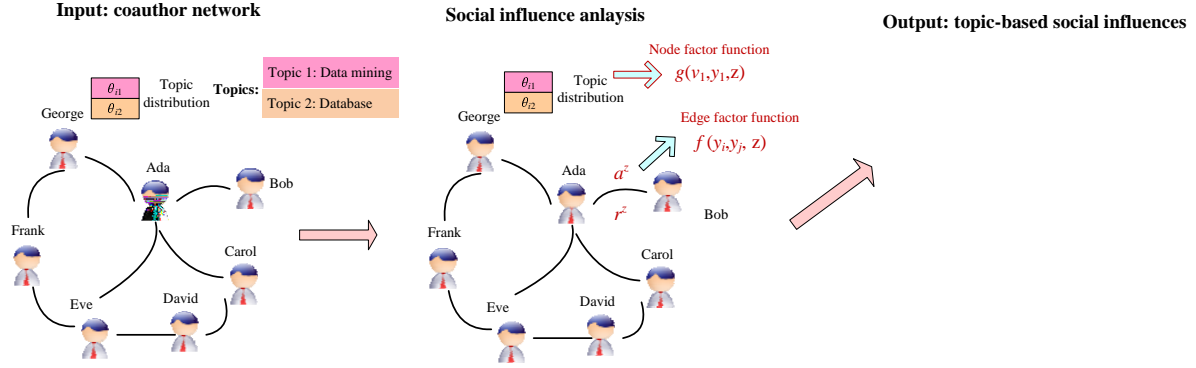 Input: coauthor network
θi1
θi2
Topic
distribution
Topics:
Topic 1: Data mining
Topic 2: Database
George
Ada
Bob
Frank
Carol
Eve
David
Social influence anlaysis
θi1
θi2
Topic
distribution
Node factor function
g(v1,y1,z)
Edge factor function
f (yi,yj, z)
George
Ada
az
rz
Bob
Frank
Carol
Eve
David
Output: topic-based social influences